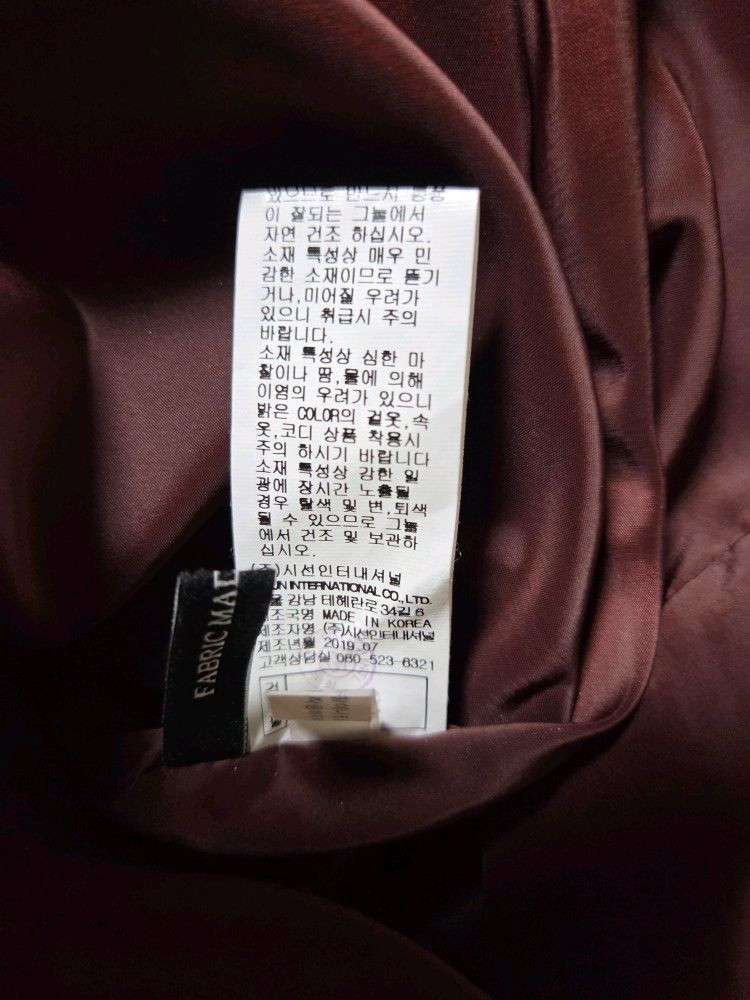 있으므로 반드시 통풍
이 잘되는 그늘에서
자연 건조 하십시오.
소재 특성상 매우 민
감한 소재이므로 뜯기
거나,미어질 우려가
있으니 취급시 주의
바랍니다.
소재 특성상 심한 마
찰이나 땀,물에 의해
이염의 우려가 있으니
밝은 COLOR의 겉옷,속
옷,코디 상품 착용시
주의 하시기 바랍니다
소재 특성상 강한 일
광에 장시간 노출될
경우 탈색 및 변,퇴색
될 수 있으므로 그늘
에서 건조 및 보관하
십시오.
(주)시선인터내셔널
INTERNATIONAL CO.,LTD.
강남 테헤란로 34길 6
조국명 MADE IN KOREA
제조자명 (주)시선인터내셔널
제조년월 2019.07
고객상담실 080-523-6321
FABRIC MAD